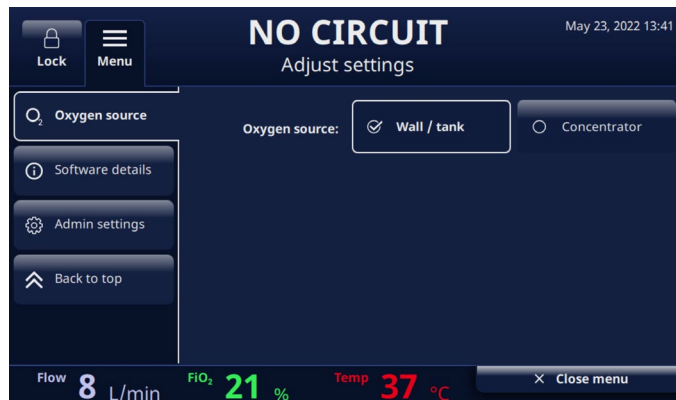 NO CIRCUIT
May 23, 2022 13:41
Adjust settings
Lock
Menu
O2 Oxygen source
Oxygen source:
Wall / tank
Concentrator
Software details
Admin settings
Back to top
Flow 8 L/min
FiO2 21 %
Temp 37 °C
× Close menu